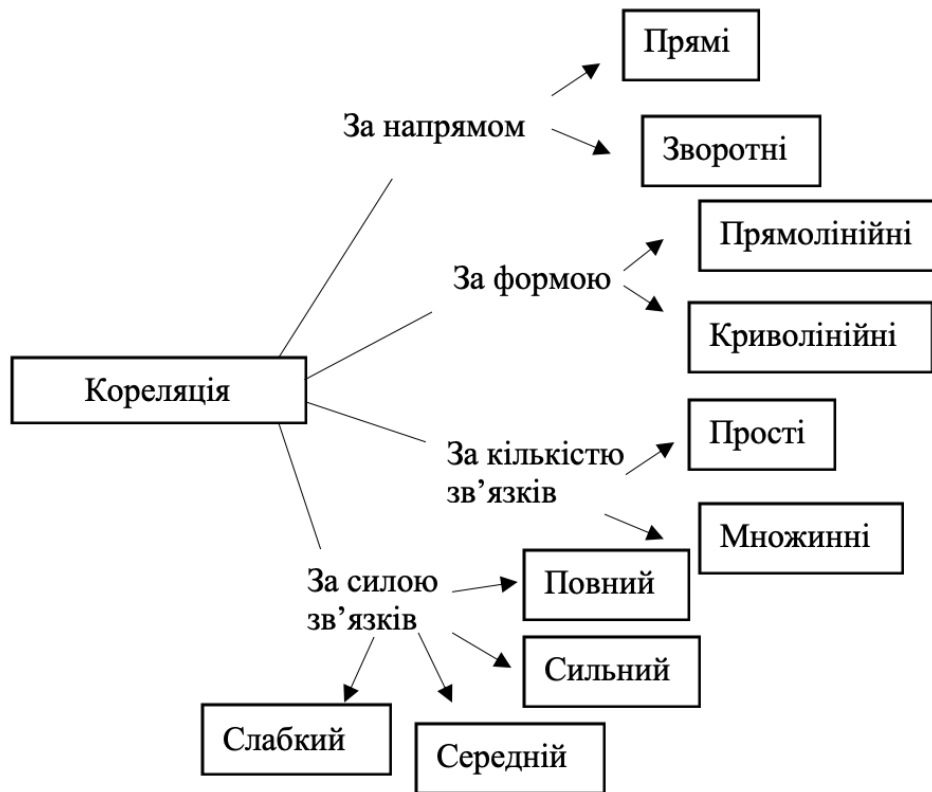 Прямі
За напрямом
Зворотні
Прямолінійні
За формою
Криволінійні
Кореляція
Прості
За кількістю
зв’язків
Множинні
За силою
зв’язків
Повний
Сильний
Слабкий
Середній